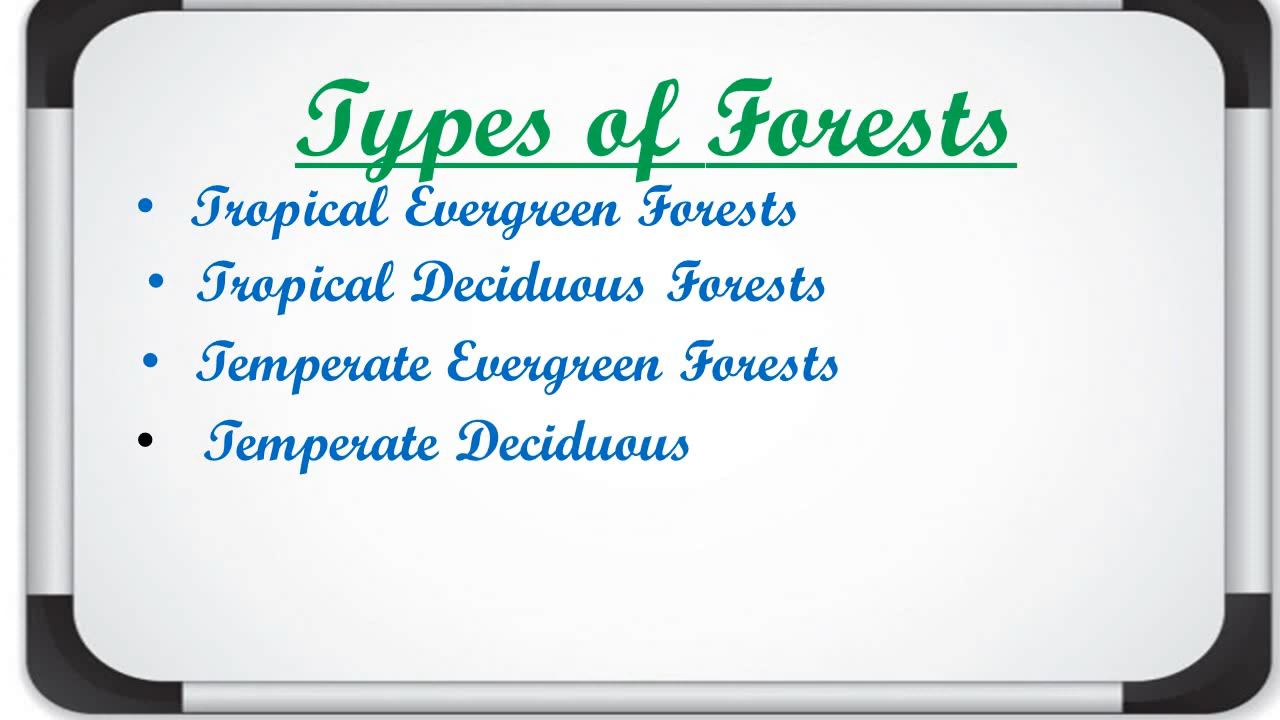 Types of Forests
• Tropical Evergreen Forests
• Tropical Deciduous Forests
• Temperate Evergreen Forests
• Temperate Deciduous